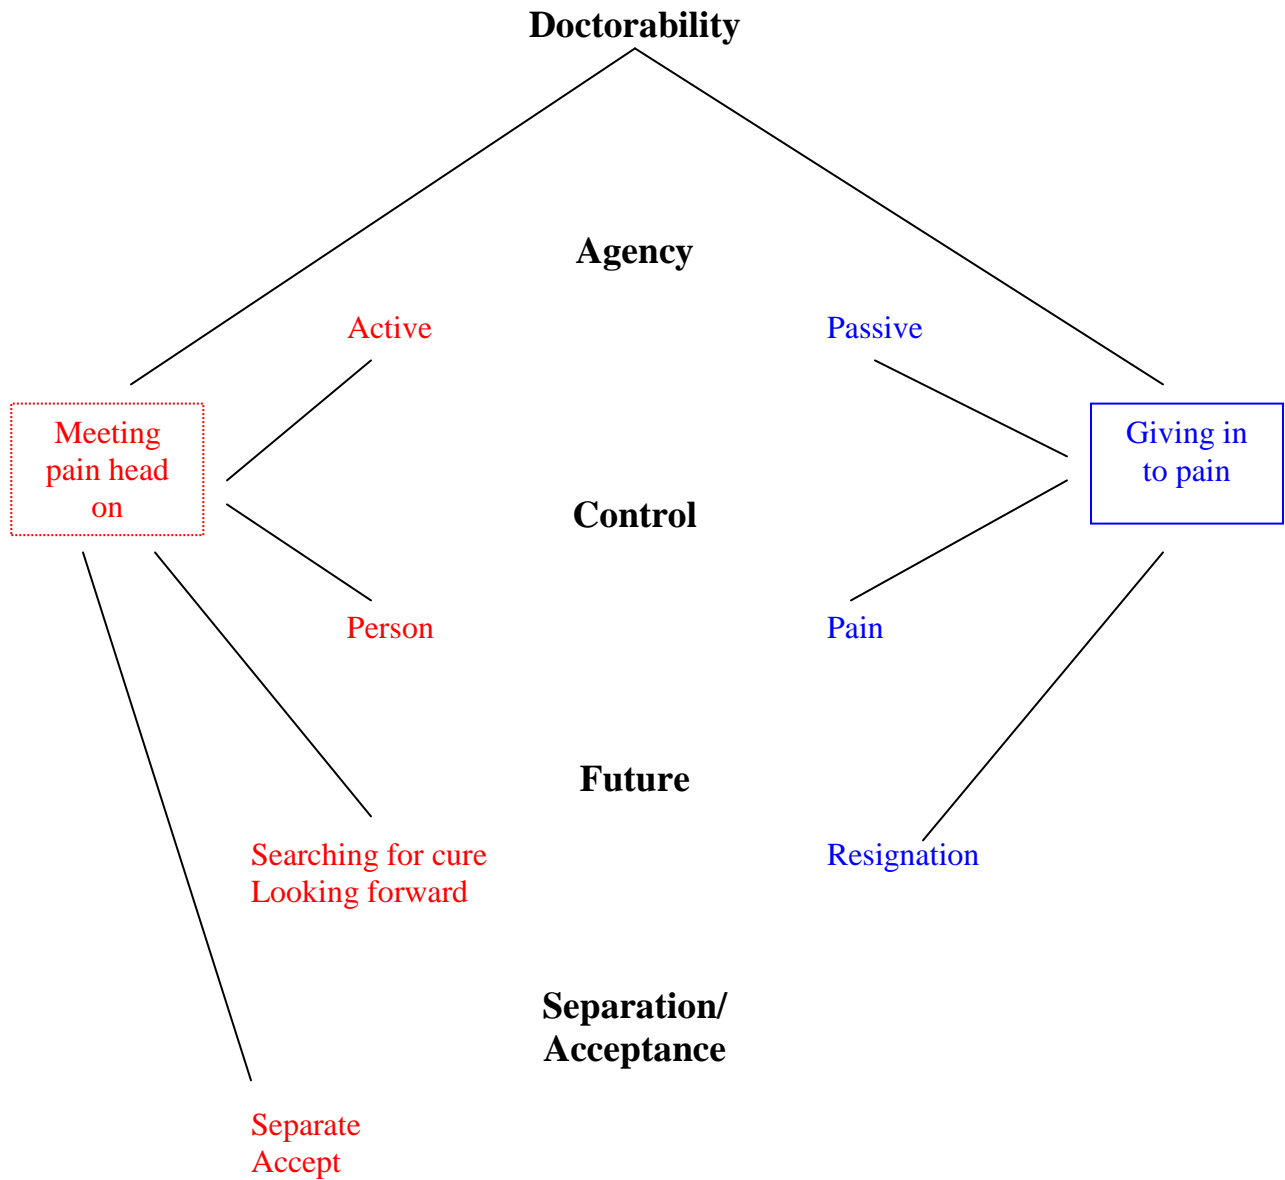 Doctorability
Agency
Active
Passive
Meeting
pain head
on
Giving in
to pain
Control
Person
Pain
Future
Searching for cure
Looking forward
Resignation
Separation/
Acceptance
Separate
Accept